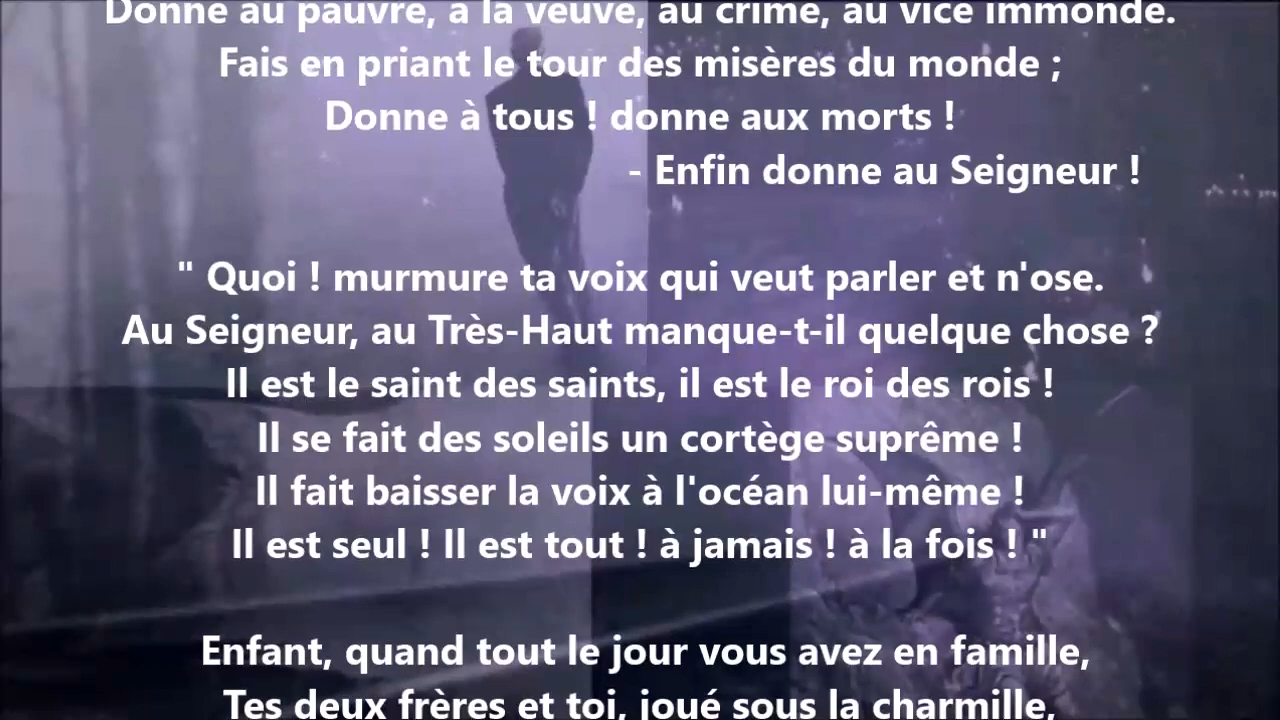 Donne au pauvre, à la veuve, au crime, au vice immonde.
Fais en priant le tour des misères du monde ;
Donne à tous ! donne aux morts !
- Enfin donne au Seigneur !
" Quoi ! murmure ta voix qui veut parler et n'ose.
Au Seigneur, au Très-Haut manque-t-il quelque chose ?
Il est le saint des saints, il est le roi des rois !
Il se fait des soleils un cortège suprême !
Il fait baisser la voix à l'océan lui-même !
Il est seul ! Il est tout ! à jamais ! à la fois ! "
Enfant, quand tout le jour vous avez en famille,
Tes deux frères et toi, joué sous la charmille,